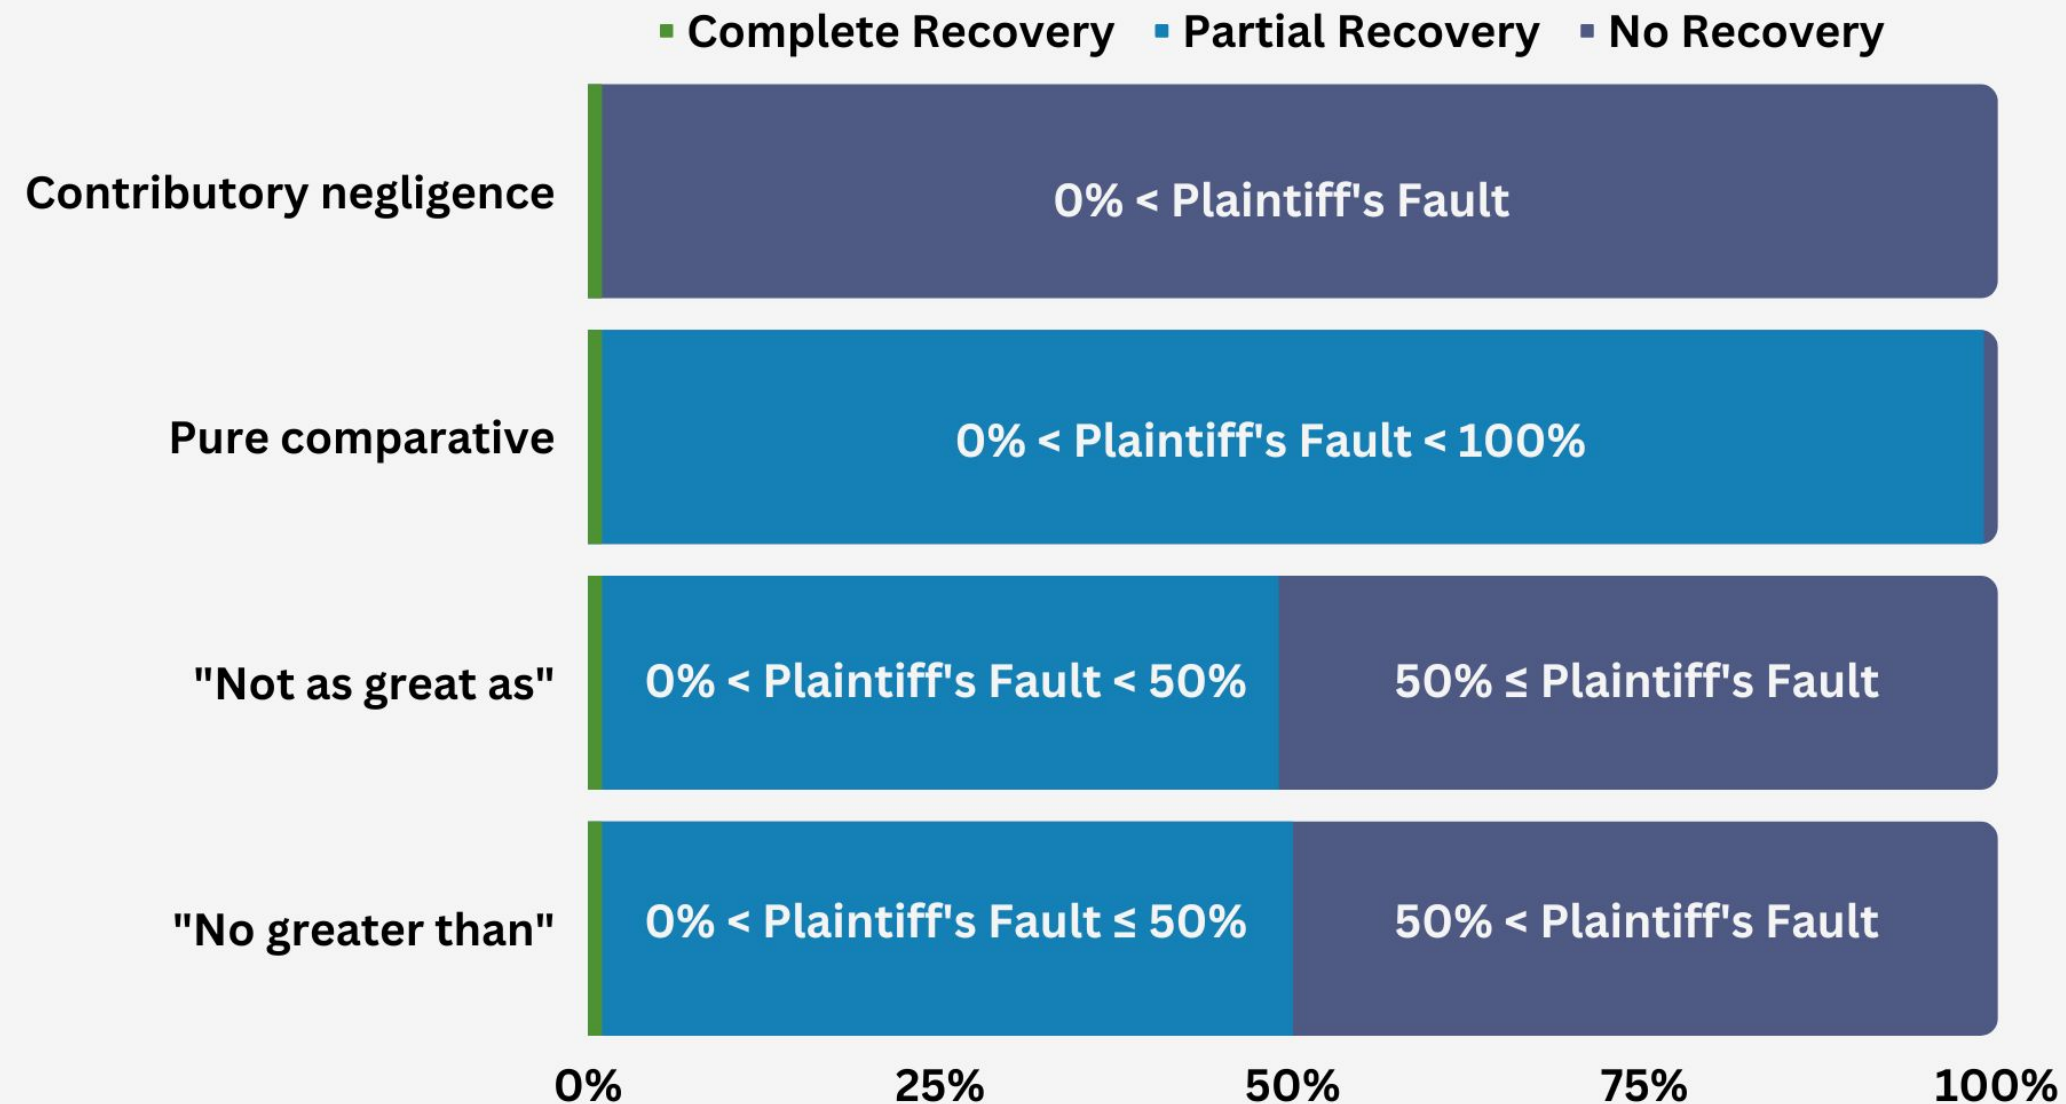 Complete Recovery Partial Recovery No Recovery
Contributory negligence
0% < Plaintiff's Fault
Pure comparative
0% < Plaintiff's Fault < 100%
"Not as great as"
0% < Plaintiff's Fault < 50%
50% ≤ Plaintiff's Fault
"No greater than"
0% < Plaintiff's Fault ≤ 50%
50% < Plaintiff's Fault
0% 25% 50% 75% 100%